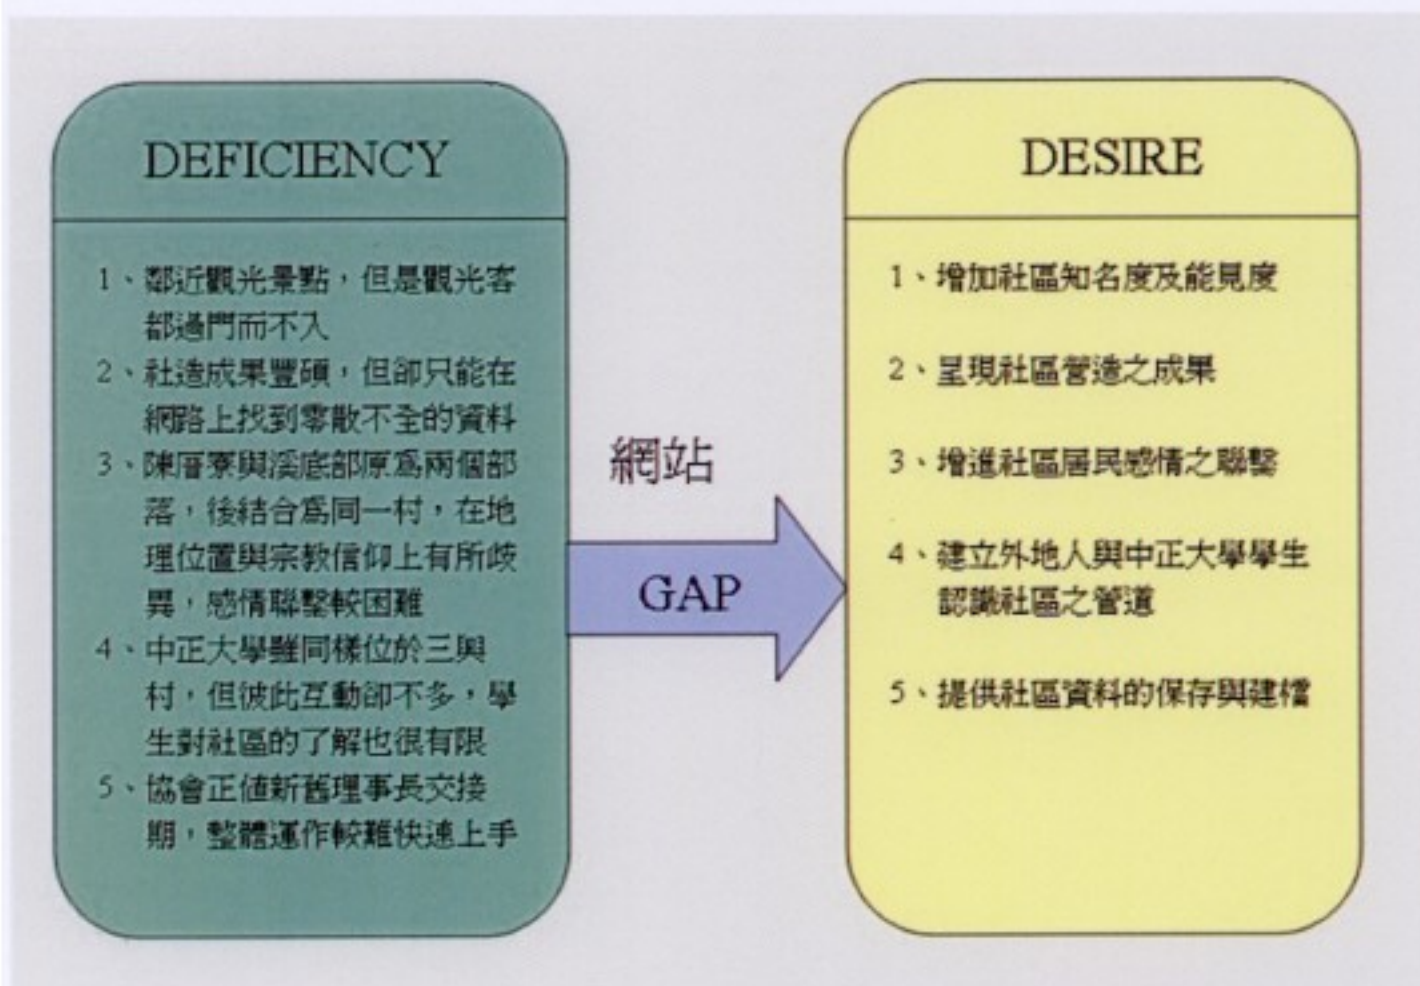 DEFICIENCY
1、鄰近觀光景點，但是觀光客
都過門而不入
2、社造成果豐碩，但卻只能在
網路上找到零散不全的資料
3、陳厝寮與溪底部原為兩個部
落，後結合為同一村，在地
理位置與宗教信仰上有所歧
異，感情聯繫較困難
4、中正大學雖同樣位於三興
村，但彼此互動卻不多，學
生對社區的了解也很有限
5、協會正值新舊理事長交接
期，整體運作較難快速上手
網站
GAP
DESIRE
1、增加社區知名度及能見度
2、呈現社區營造之成果
3、增進社區居民感情之聯繫
4、建立外地人與中正大學學生
認識社區之管道
5、提供社區資料的保存與建檔